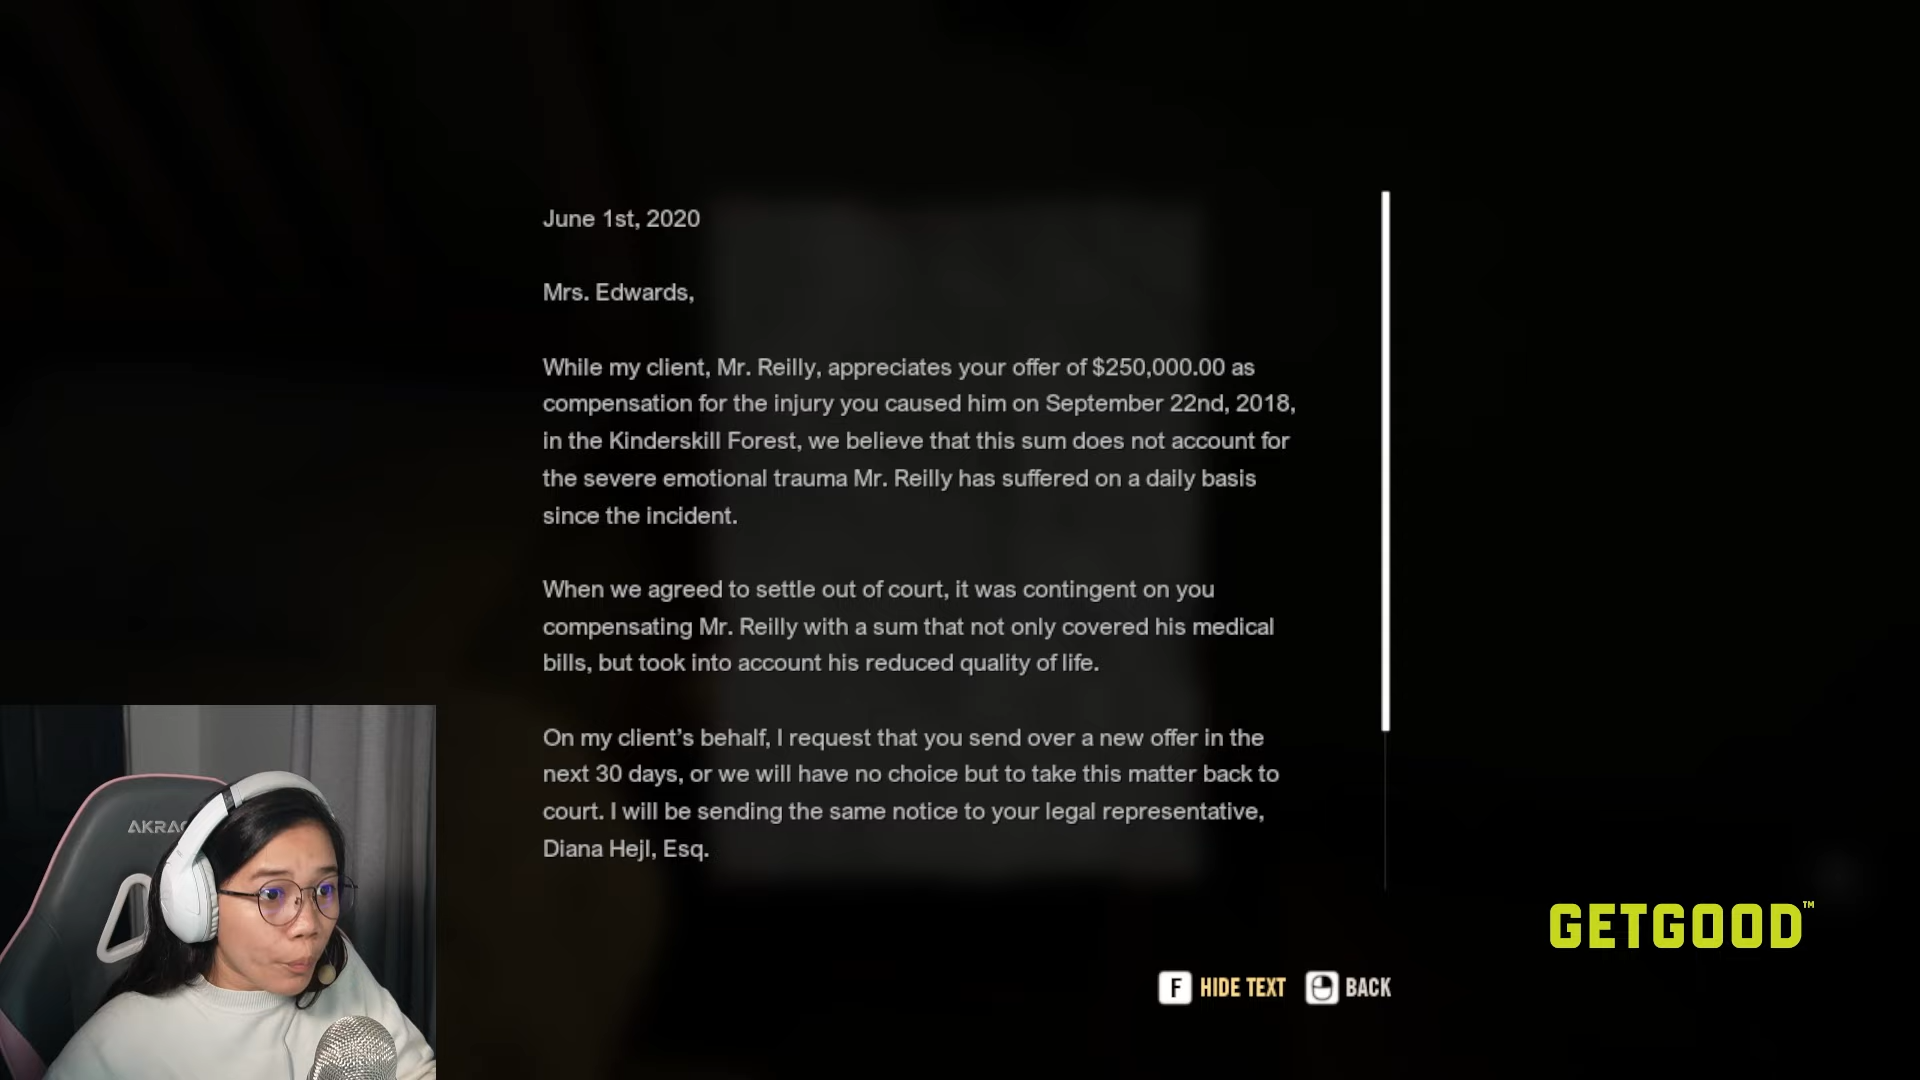 June 1st, 2020
Mrs. Edwards,
While my client, Mr. Reilly, appreciates your offer of $250,000.00 as
compensation for the injury you caused him on September 22nd, 2018,
in the Kinderskill Forest, we believe that this sum does not account for
the severe emotional trauma Mr. Reilly has suffered on a daily basis
since the incident.
When we agreed to settle out of court, it was contingent on you
compensating Mr. Reilly with a sum that not only covered his medical
bills, but took into account his reduced quality of life.
On my client’s behalf, I request that you send over a new offer in the
next 30 days, or we will have no choice but to take this matter back to
court. I will be sending the same notice to your legal representative,
Diana Hejl, Esq.
GETGOOD™
F HIDE TEXT BACK